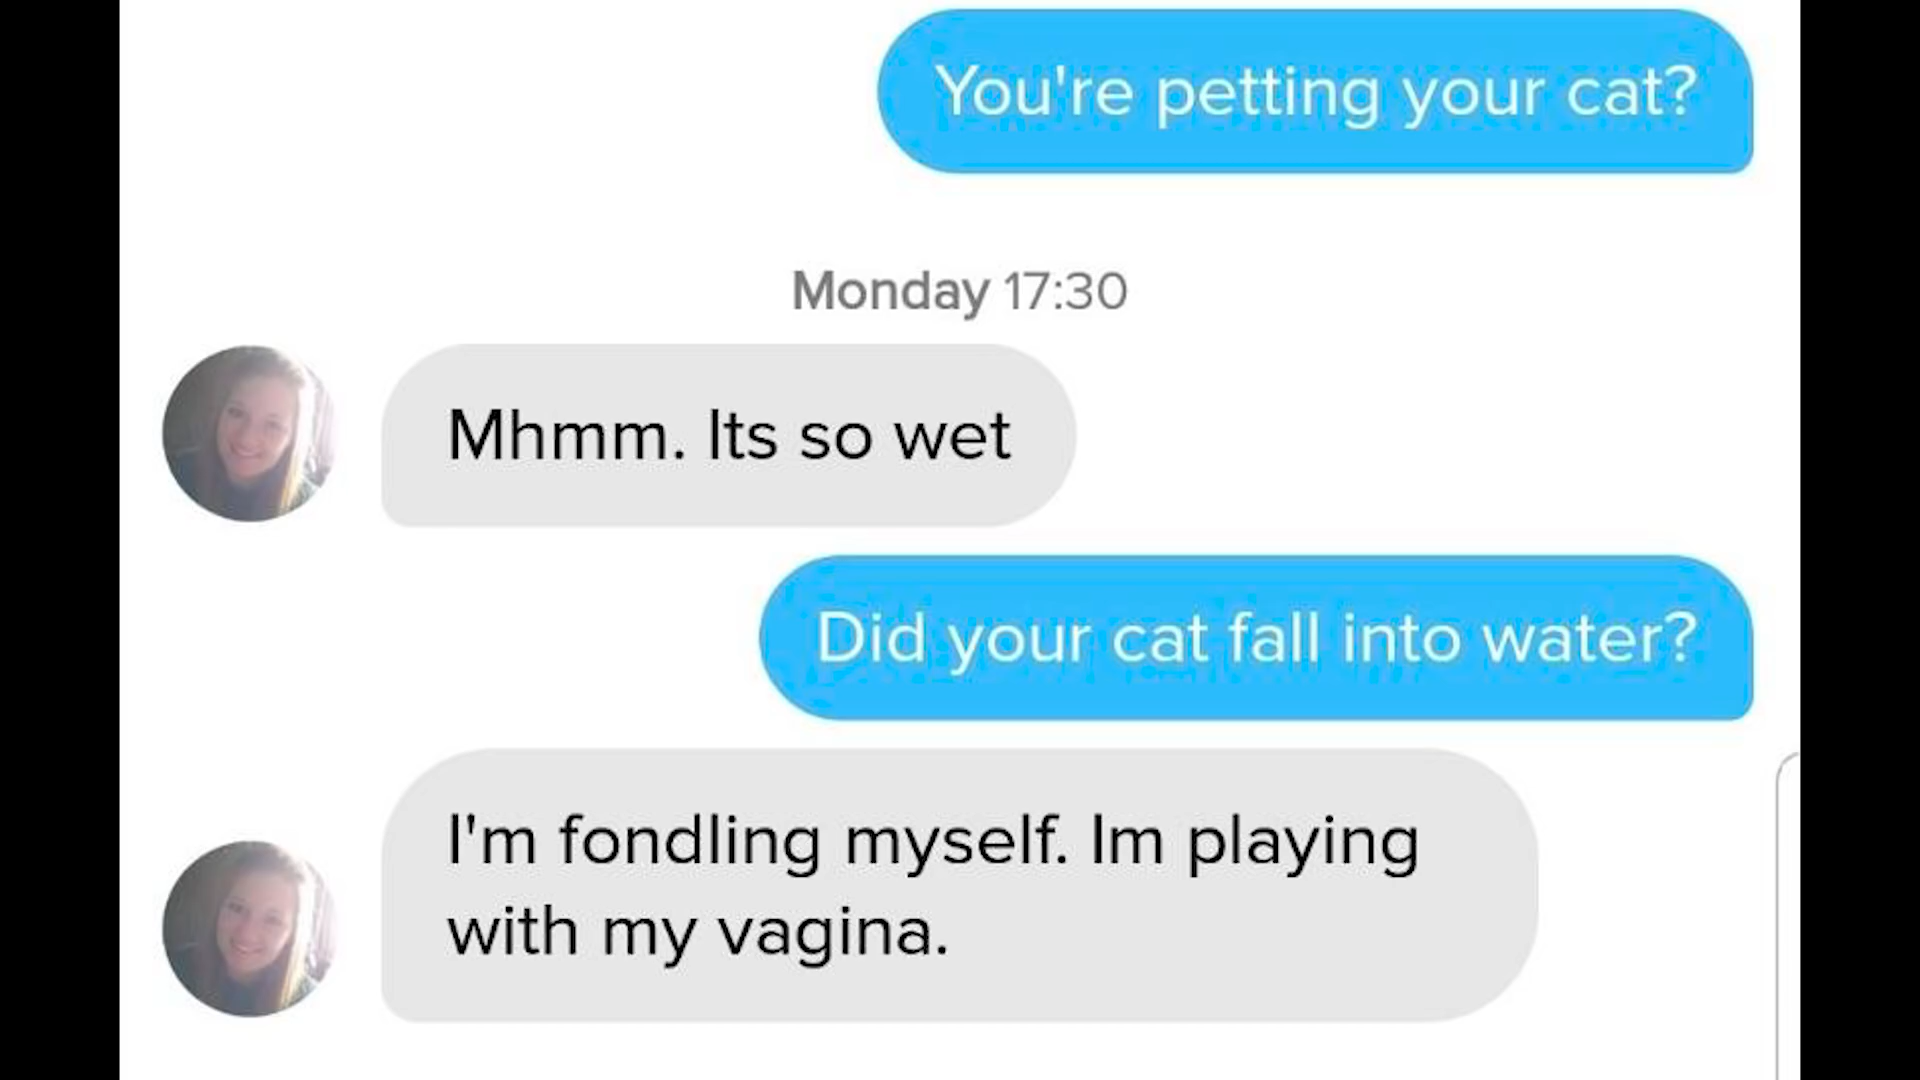 You're petting your cat?
Monday 17:30
Mhmm. Its so wet
Did your cat fall into water?
I'm fondling myself. Im playing
with my vagina.